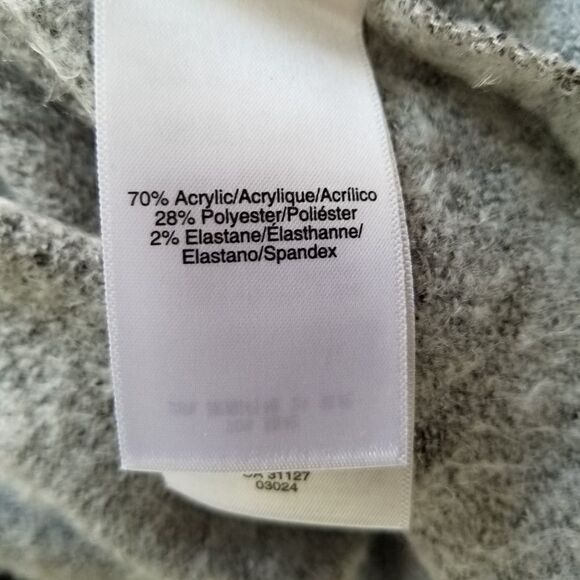 70% Acrylic/Acrylique/Acrílico
28% Polyester/Poliéster
2% Elastane/Élasthanne/
Elastano/Spandex
CA 31127
03024